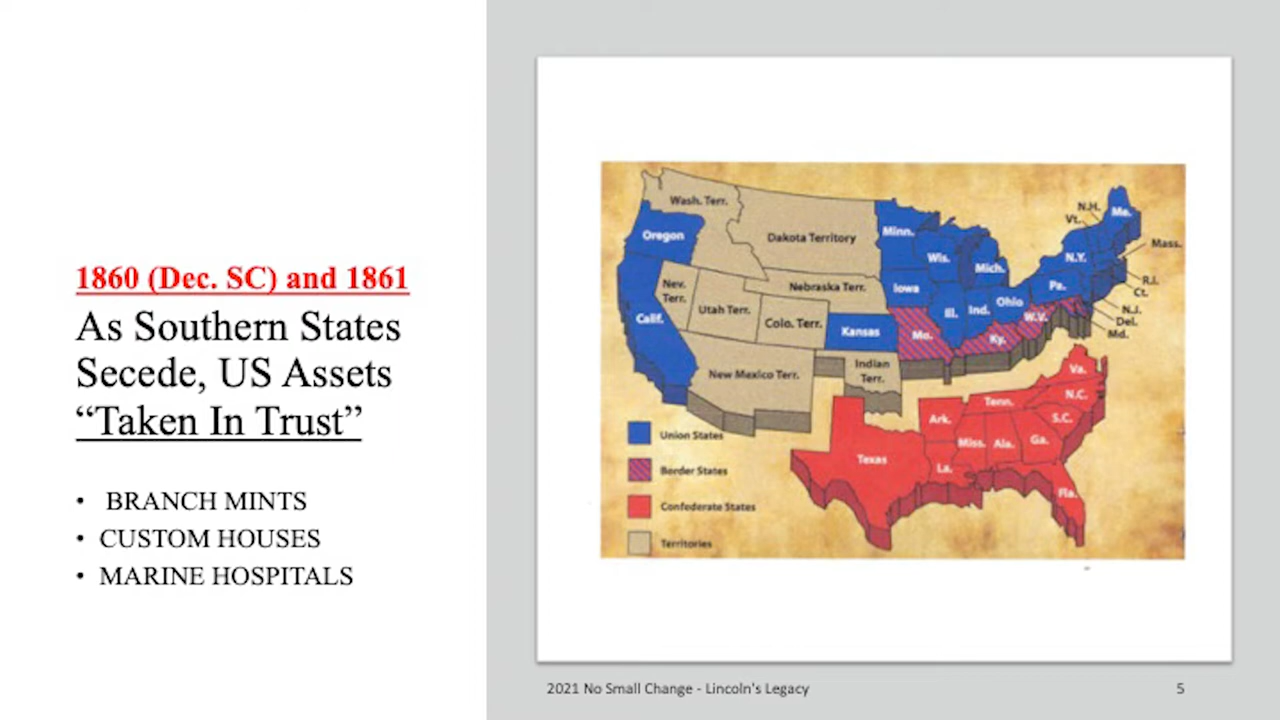 1860 (Dec. SC) and 1861
As Southern States
Secede, US Assets
“Taken In Trust”
• BRANCH MINTS
• CUSTOM HOUSES
• MARINE HOSPITALS
Wash. Terr.
Oregon
Dakota Territory
Minn.
N.H.
Vt.
Me.
Mass.
Wis.
N.Y.
Mich.
Nev.
Terr.
Nebraska Terr.
Iowa
Pa.
R.I.
Ct.
Calif.
Utah Terr.
Colo. Terr.
Kansas
Mo.
Ill.
Ind.
Ohio
W.V.
Ky.
N.J.
Del.
Md.
New Mexico Terr.
Indian
Terr.
Va.
Ark.
Tenn.
N.C.
S.C.
Texas
La.
Miss.
Ala.
Ga.
Fla.
Union States
Border States
Confederate States
Territories
2021 No Small Change - Lincoln's Legacy
5